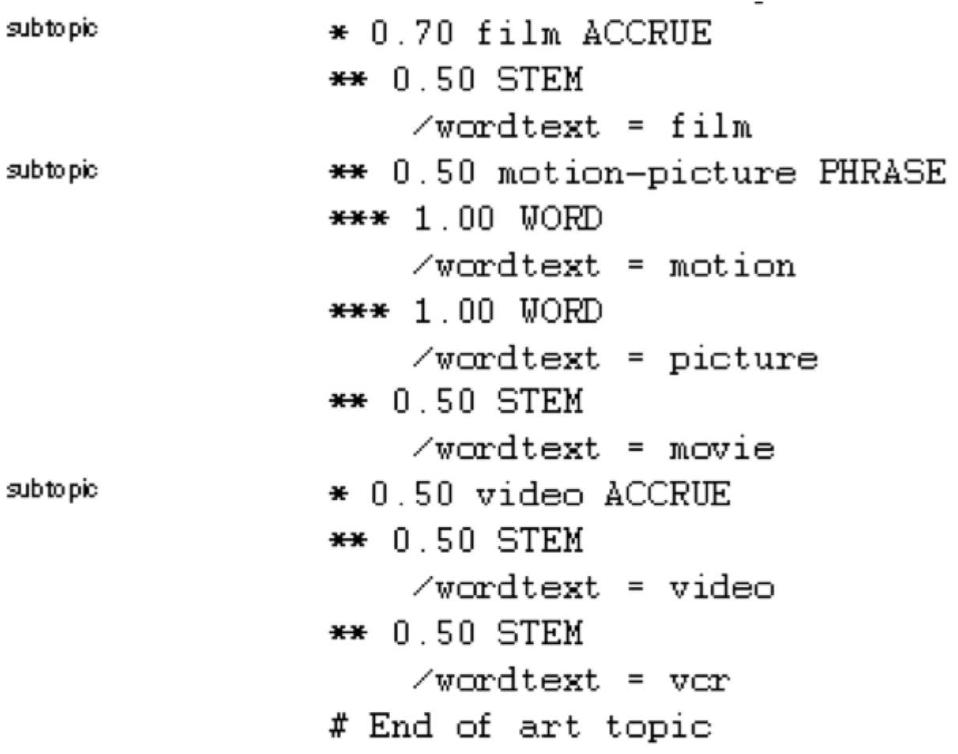 subtopic * 0.70 film ACCRUE
** 0.50 STEM
/wordtext = film
subtopic ** 0.50 motion-picture PHRASE
*** 1.00 WORD
/wordtext = motion
*** 1.00 WORD
/wordtext = picture
** 0.50 STEM
/wordtext = movie
subtopic * 0.50 video ACCRUE
** 0.50 STEM
/wordtext = video
** 0.50 STEM
/wordtext = vcr
# End of art topic